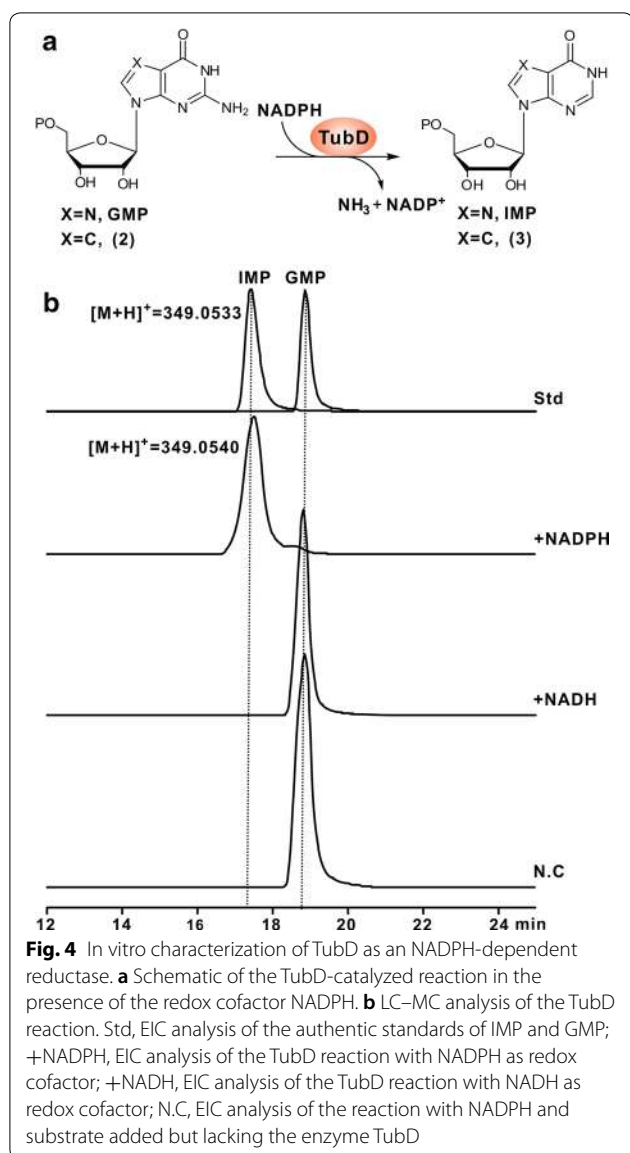 a
O
X
NH
N
N
NH₂
NADPH
PO
O
OH OH
TubD
NH₃ + NADP⁺
O
X
NH
N
N
PO
O
OH OH
X=N, GMP
X=C, (2)
X=N, IMP
X=C, (3)
b
IMP GMP
[M+H]⁺=349.0533
Std
[M+H]⁺=349.0540
+NADPH
+NADH
N.C
12 14 16 18 20 22 24 min
Fig. 4 In vitro characterization of TubD as an NADPH-dependent
reductase. a Schematic of the TubD-catalyzed reaction in the
presence of the redox cofactor NADPH. b LC–MC analysis of the TubD
reaction. Std, EIC analysis of the authentic standards of IMP and GMP;
+NADPH, EIC analysis of the TubD reaction with NADPH as redox
cofactor; +NADH, EIC analysis of the TubD reaction with NADH as
redox cofactor; N.C, EIC analysis of the reaction with NADPH and
substrate added but lacking the enzyme TubD